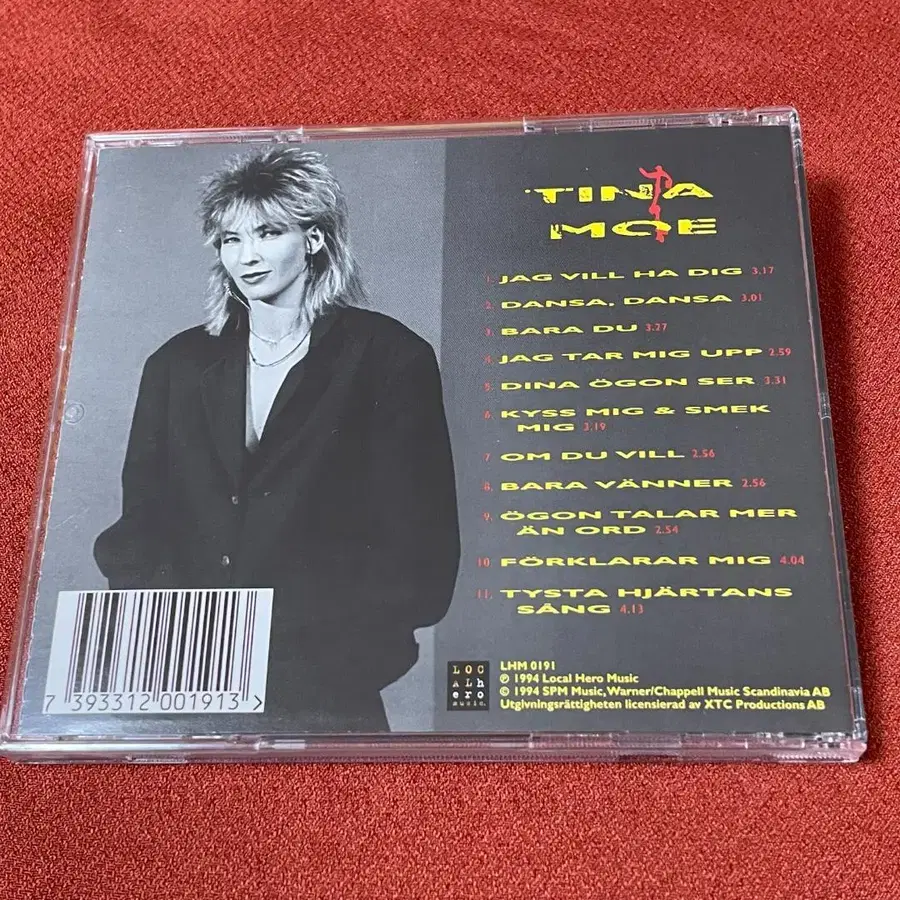 TINA
MOE
1. JAG VILL HA DIG 3.17
2. DANSA, DANSA 3.01
3. BARA DU 3.27
4. JAG TAR MIG UPP 2.59
5. DINA ÖGON SER 3.31
6. KYSS MIG & SMEK
MIG 3.19
7. OM DU VILL 2.56
8. BARA VÄNNER 2.56
9. ÖGON TALAR MER
ÄN ORD 2.54
10. FÖRKLARAR MIG 4.04
11. TYSTA HJÄRTANS
SÅNG 4.13
LOC
ALh
ero
music.
LHM 0191
℗ 1994 Local Hero Music
© 1994 SPM Music, Warner/Chappell Music Scandinavia AB
Utgivningsrättigheten licensierad av XTC Productions AB
7 393312 001913 >